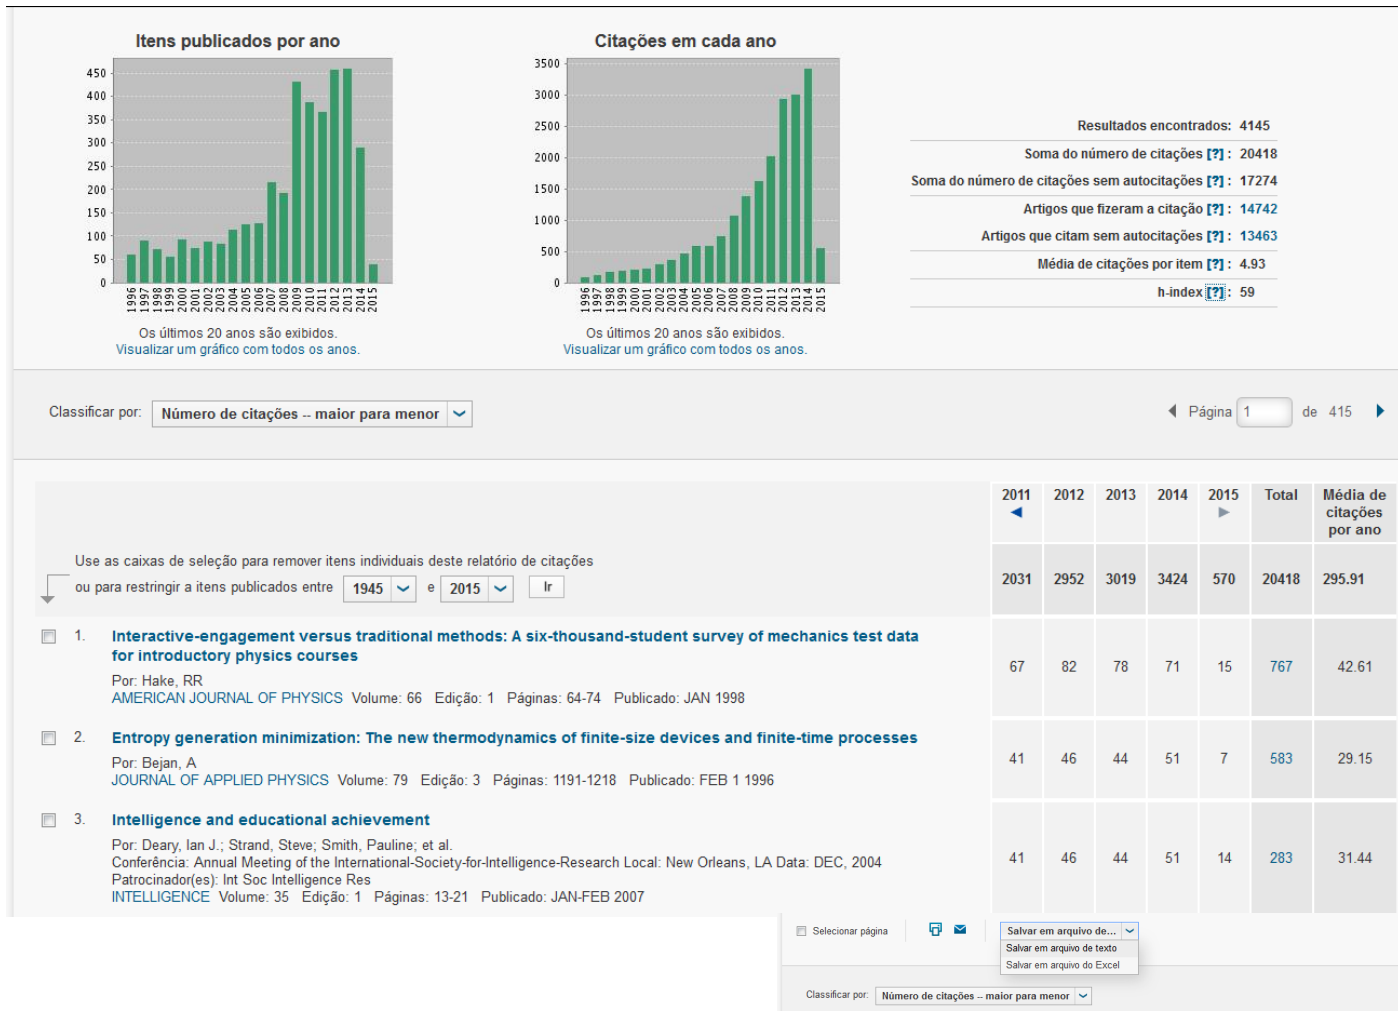 Itens publicados por ano
450
400
350
300
250
200
150
100
50
0
1996
1997
1998
1999
2000
2001
2002
2003
2004
2005
2006
2007
2008
2009
2010
2011
2012
2013
2014
2015
Os últimos 20 anos são exibidos.
Visualizar um gráfico com todos os anos.
Citações em cada ano
3500
3000
2500
2000
1500
1000
500
0
1996
1997
1998
1999
2000
2001
2002
2003
2004
2005
2006
2007
2008
2009
2010
2011
2012
2013
2014
2015
Os últimos 20 anos são exibidos.
Visualizar um gráfico com todos os anos.
Resultados encontrados: 4145
Soma do número de citações [?] : 20418
Soma do número de citações sem autocitações [?] : 17274
Artigos que fizeram a citação [?] : 14742
Artigos que citam sem autocitações [?] : 13463
Média de citações por item [?] : 4.93
h-index [?] : 59
Classificar por: Número de citações -- maior para menor
Página 1 de 415
2011 2012 2013 2014 2015 Total Média de
citações
por ano
Use as caixas de seleção para remover itens individuais deste relatório de citações
ou para restringir a itens publicados entre 1945 e 2015 Ir
2031 2952 3019 3424 570 20418 295.91
1. Interactive-engagement versus traditional methods: A six-thousand-student survey of mechanics test data
for introductory physics courses
Por: Hake, RR
AMERICAN JOURNAL OF PHYSICS Volume: 66 Edição: 1 Páginas: 64-74 Publicado: JAN 1998
67 82 78 71 15 767 42.61
2. Entropy generation minimization: The new thermodynamics of finite-size devices and finite-time processes
Por: Bejan, A
JOURNAL OF APPLIED PHYSICS Volume: 79 Edição: 3 Páginas: 1191-1218 Publicado: FEB 1 1996
41 46 44 51 7 583 29.15
3. Intelligence and educational achievement
Por: Deary, Ian J.; Strand, Steve; Smith, Pauline; et al.
Conferência: Annual Meeting of the International-Society-for-Intelligence-Research Local: New Orleans, LA Data: DEC, 2004
Patrocinador(es): Int Soc Intelligence Res
INTELLIGENCE Volume: 35 Edição: 1 Páginas: 13-21 Publicado: JAN-FEB 2007
41 46 44 51 14 283 31.44
Selecionar página
Salvar em arquivo de...
Salvar em arquivo de texto
Salvar em arquivo do Excel
Classificar por: Número de citações -- maior para menor